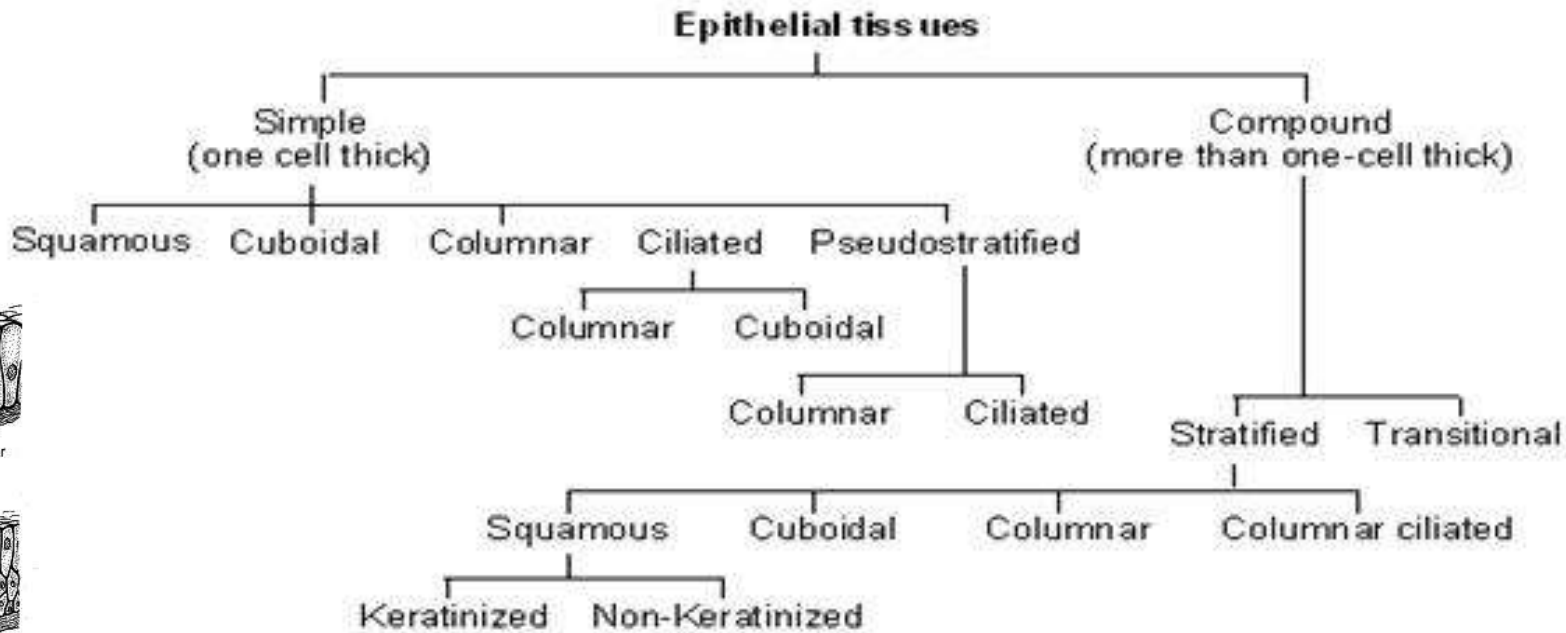 Epithelial tissues
Simple
(one cell thick)
Compound
(more than one-cell thick)
Squamous Cuboidal Columnar Ciliated Pseudostratified
Columnar Cuboidal
Columnar Ciliated
Stratified Transitional
r
Squamous Cuboidal Columnar Columnar ciliated
Keratinized Non-Keratinized